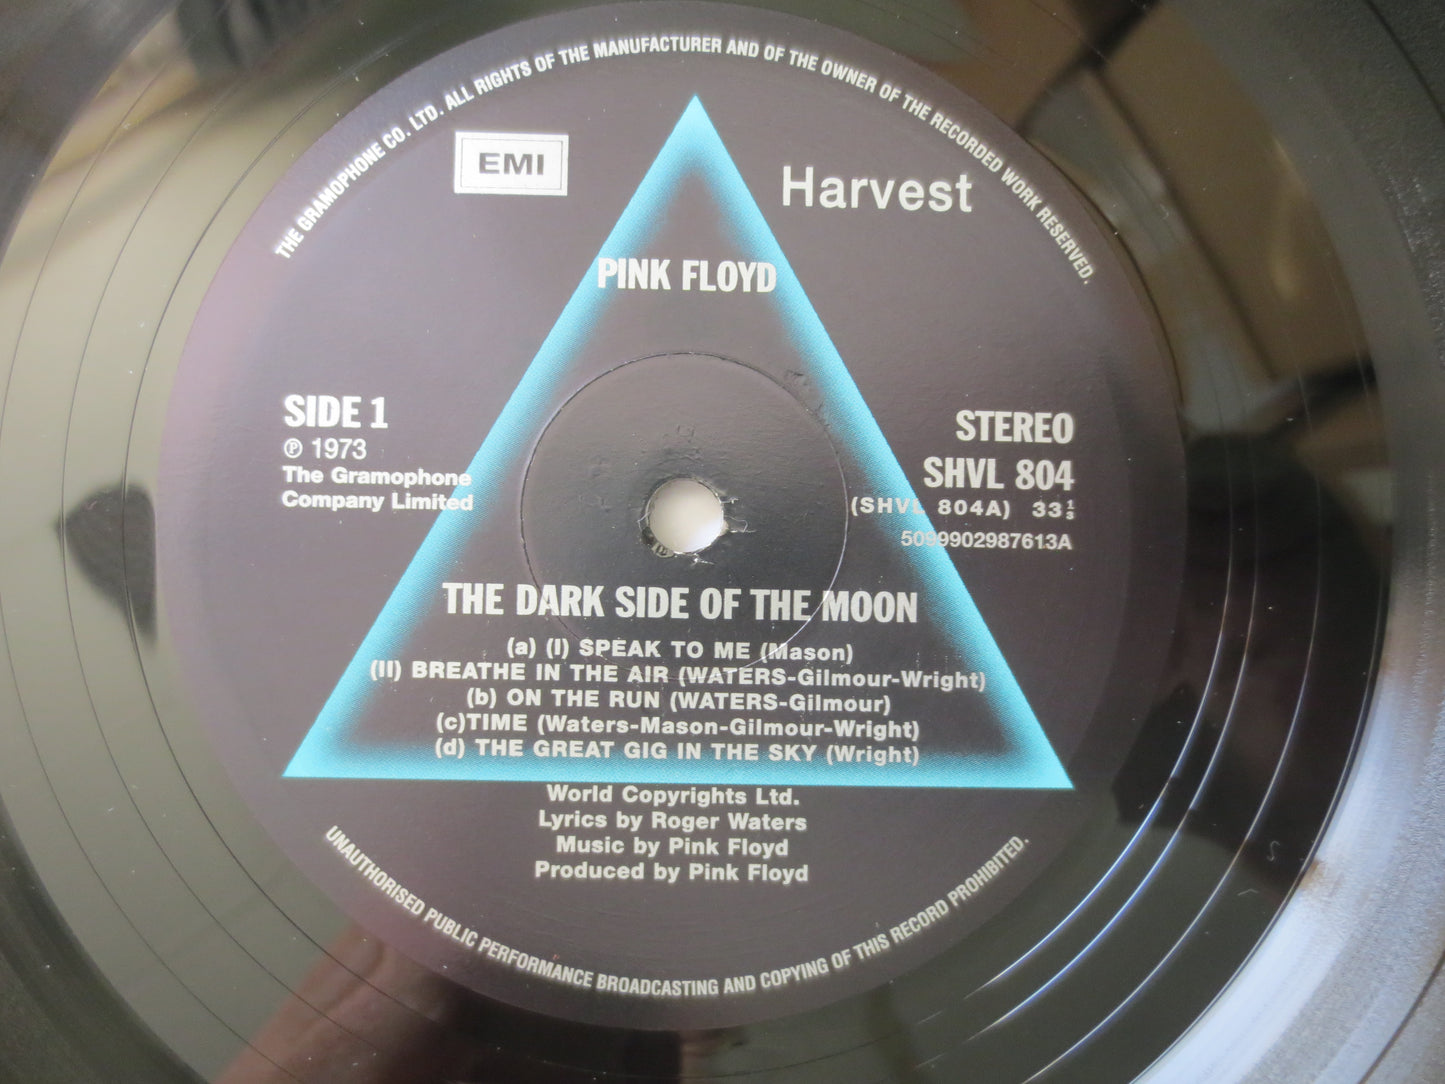 THE GRAMOPHONE CO. LTD. ALL RIGHTS OF THE MANUFACTURER AND OF THE OWNER OF THE RECORDED WORK RESERVED.
EMI
Harvest
PINK FLOYD
SIDE 1
℗ 1973
The Gramophone
Company Limited
STEREO
SHVL 804
(SHVL 804A) 33⅓
5099902987613A
THE DARK SIDE OF THE MOON
(a) (I) SPEAK TO ME (Mason)
(II) BREATHE IN THE AIR (WATERS-Gilmour-Wright)
(b) ON THE RUN (WATERS-Gilmour)
(c)TIME (Waters-Mason-Gilmour-Wright)
(d) THE GREAT GIG IN THE SKY (Wright)
World Copyrights Ltd.
Lyrics by Roger Waters
Music by Pink Floyd
Produced by Pink Floyd
UNAUTHORISED PUBLIC PERFORMANCE BROADCASTING AND COPYING OF THIS RECORD PROHIBITED.